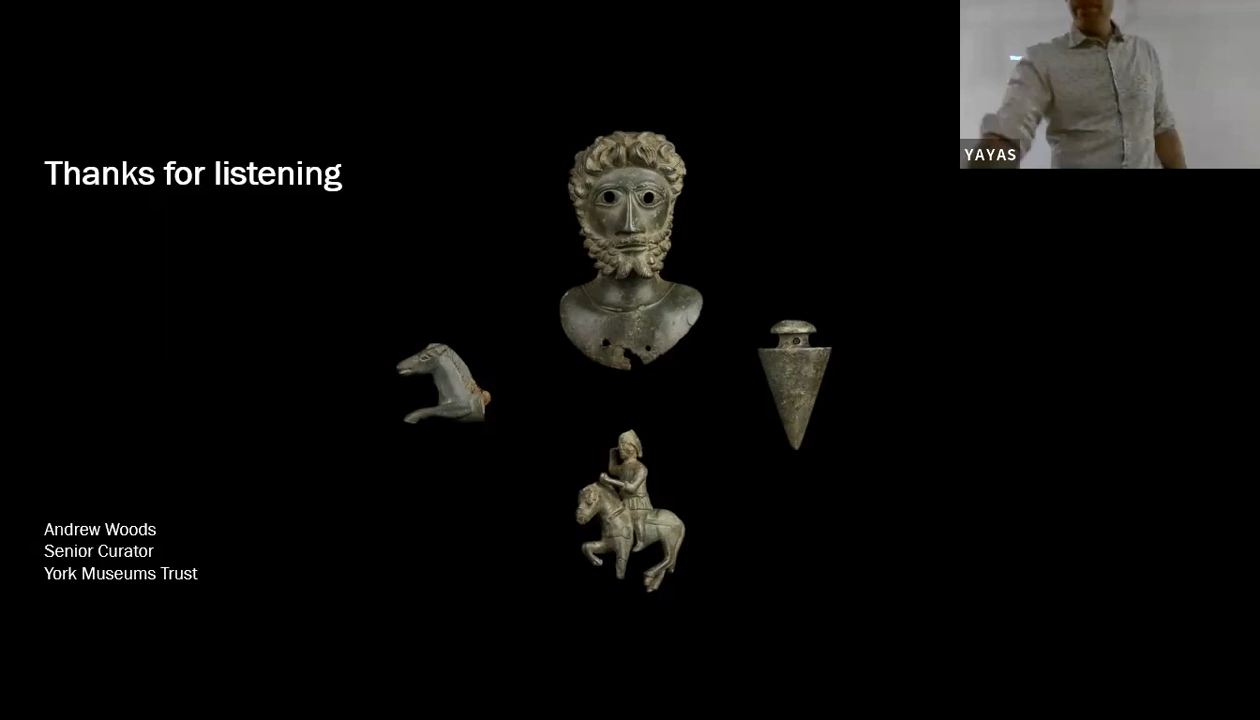 Thanks for listening
YAYAS
Andrew Woods
Senior Curator
York Museums Trust